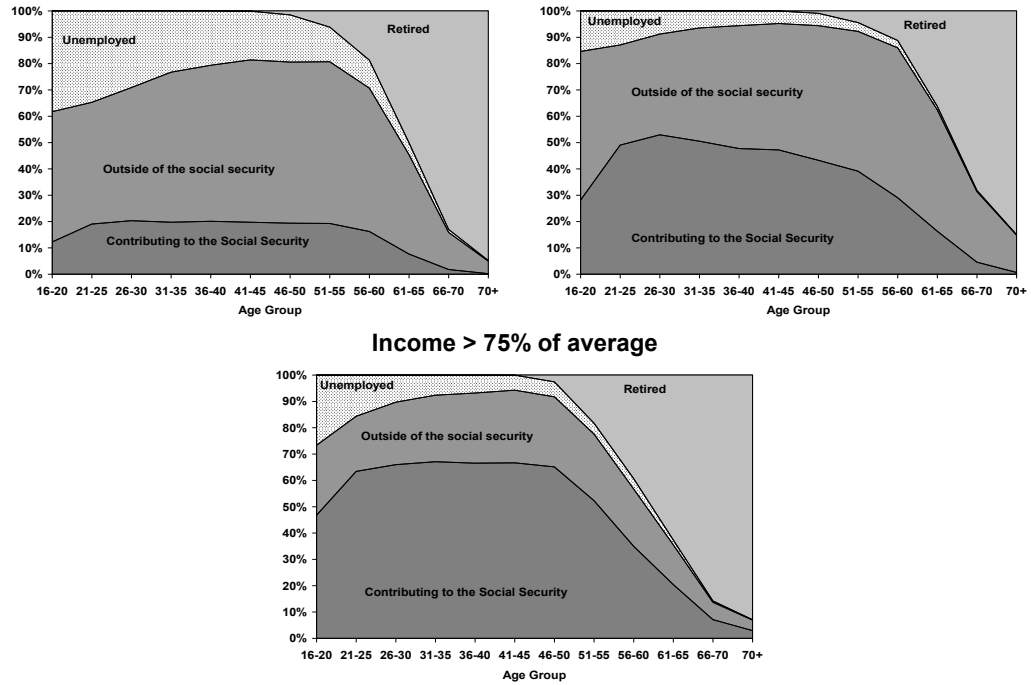 100%
90%
80%
70%
60%
50%
40%
30%
20%
10%
0%
Unemployed
Retired
Outside of the social security
Contributing to the Social Security
16-20 21-25 26-30 31-35 36-40 41-45 46-50 51-55 56-60 61-65 66-70 70+
Age Group
100%
90%
80%
70%
60%
50%
40%
30%
20%
10%
0%
Unemployed
Retired
Outside of the social security
Contributing to the Social Security
16-20 21-25 26-30 31-35 36-40 41-45 46-50 51-55 56-60 61-65 66-70 70+
Age Group
Income > 75% of average
100%
90%
80%
70%
60%
50%
40%
30%
20%
10%
0%
Unemployed
Retired
Outside of the social security
Contributing to the Social Security
16-20 21-25 26-30 31-35 36-40 41-45 46-50 51-55 56-60 61-65 66-70 70+
Age Group